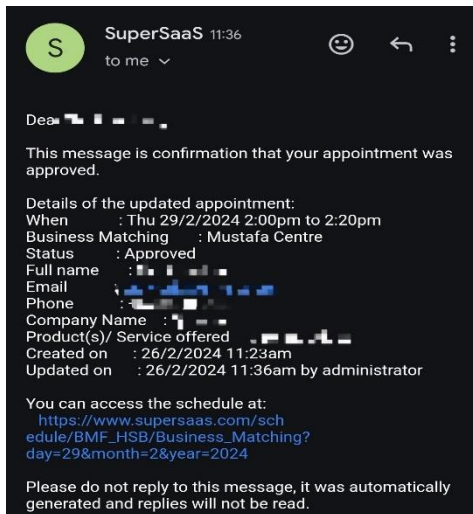 S
SuperSaaS 11:36
to me
Dear
This message is confirmation that your appointment was
approved.
Details of the updated appointment:
When : Thu 29/2/2024 2:00pm to 2:20pm
Business Matching : Mustafa Centre
Status : Approved
Full name :
Email :
Phone :
Company Name :
Product(s)/ Service offered
Created on : 26/2/2024 11:23am
Updated on : 26/2/2024 11:36am by administrator
You can access the schedule at:
https://www.supersaas.com/sch
edule/BMF_HSB/Business_Matching?
day=29&month=2&year=2024
Please do not reply to this message, it was automatically
generated and replies will not be read.